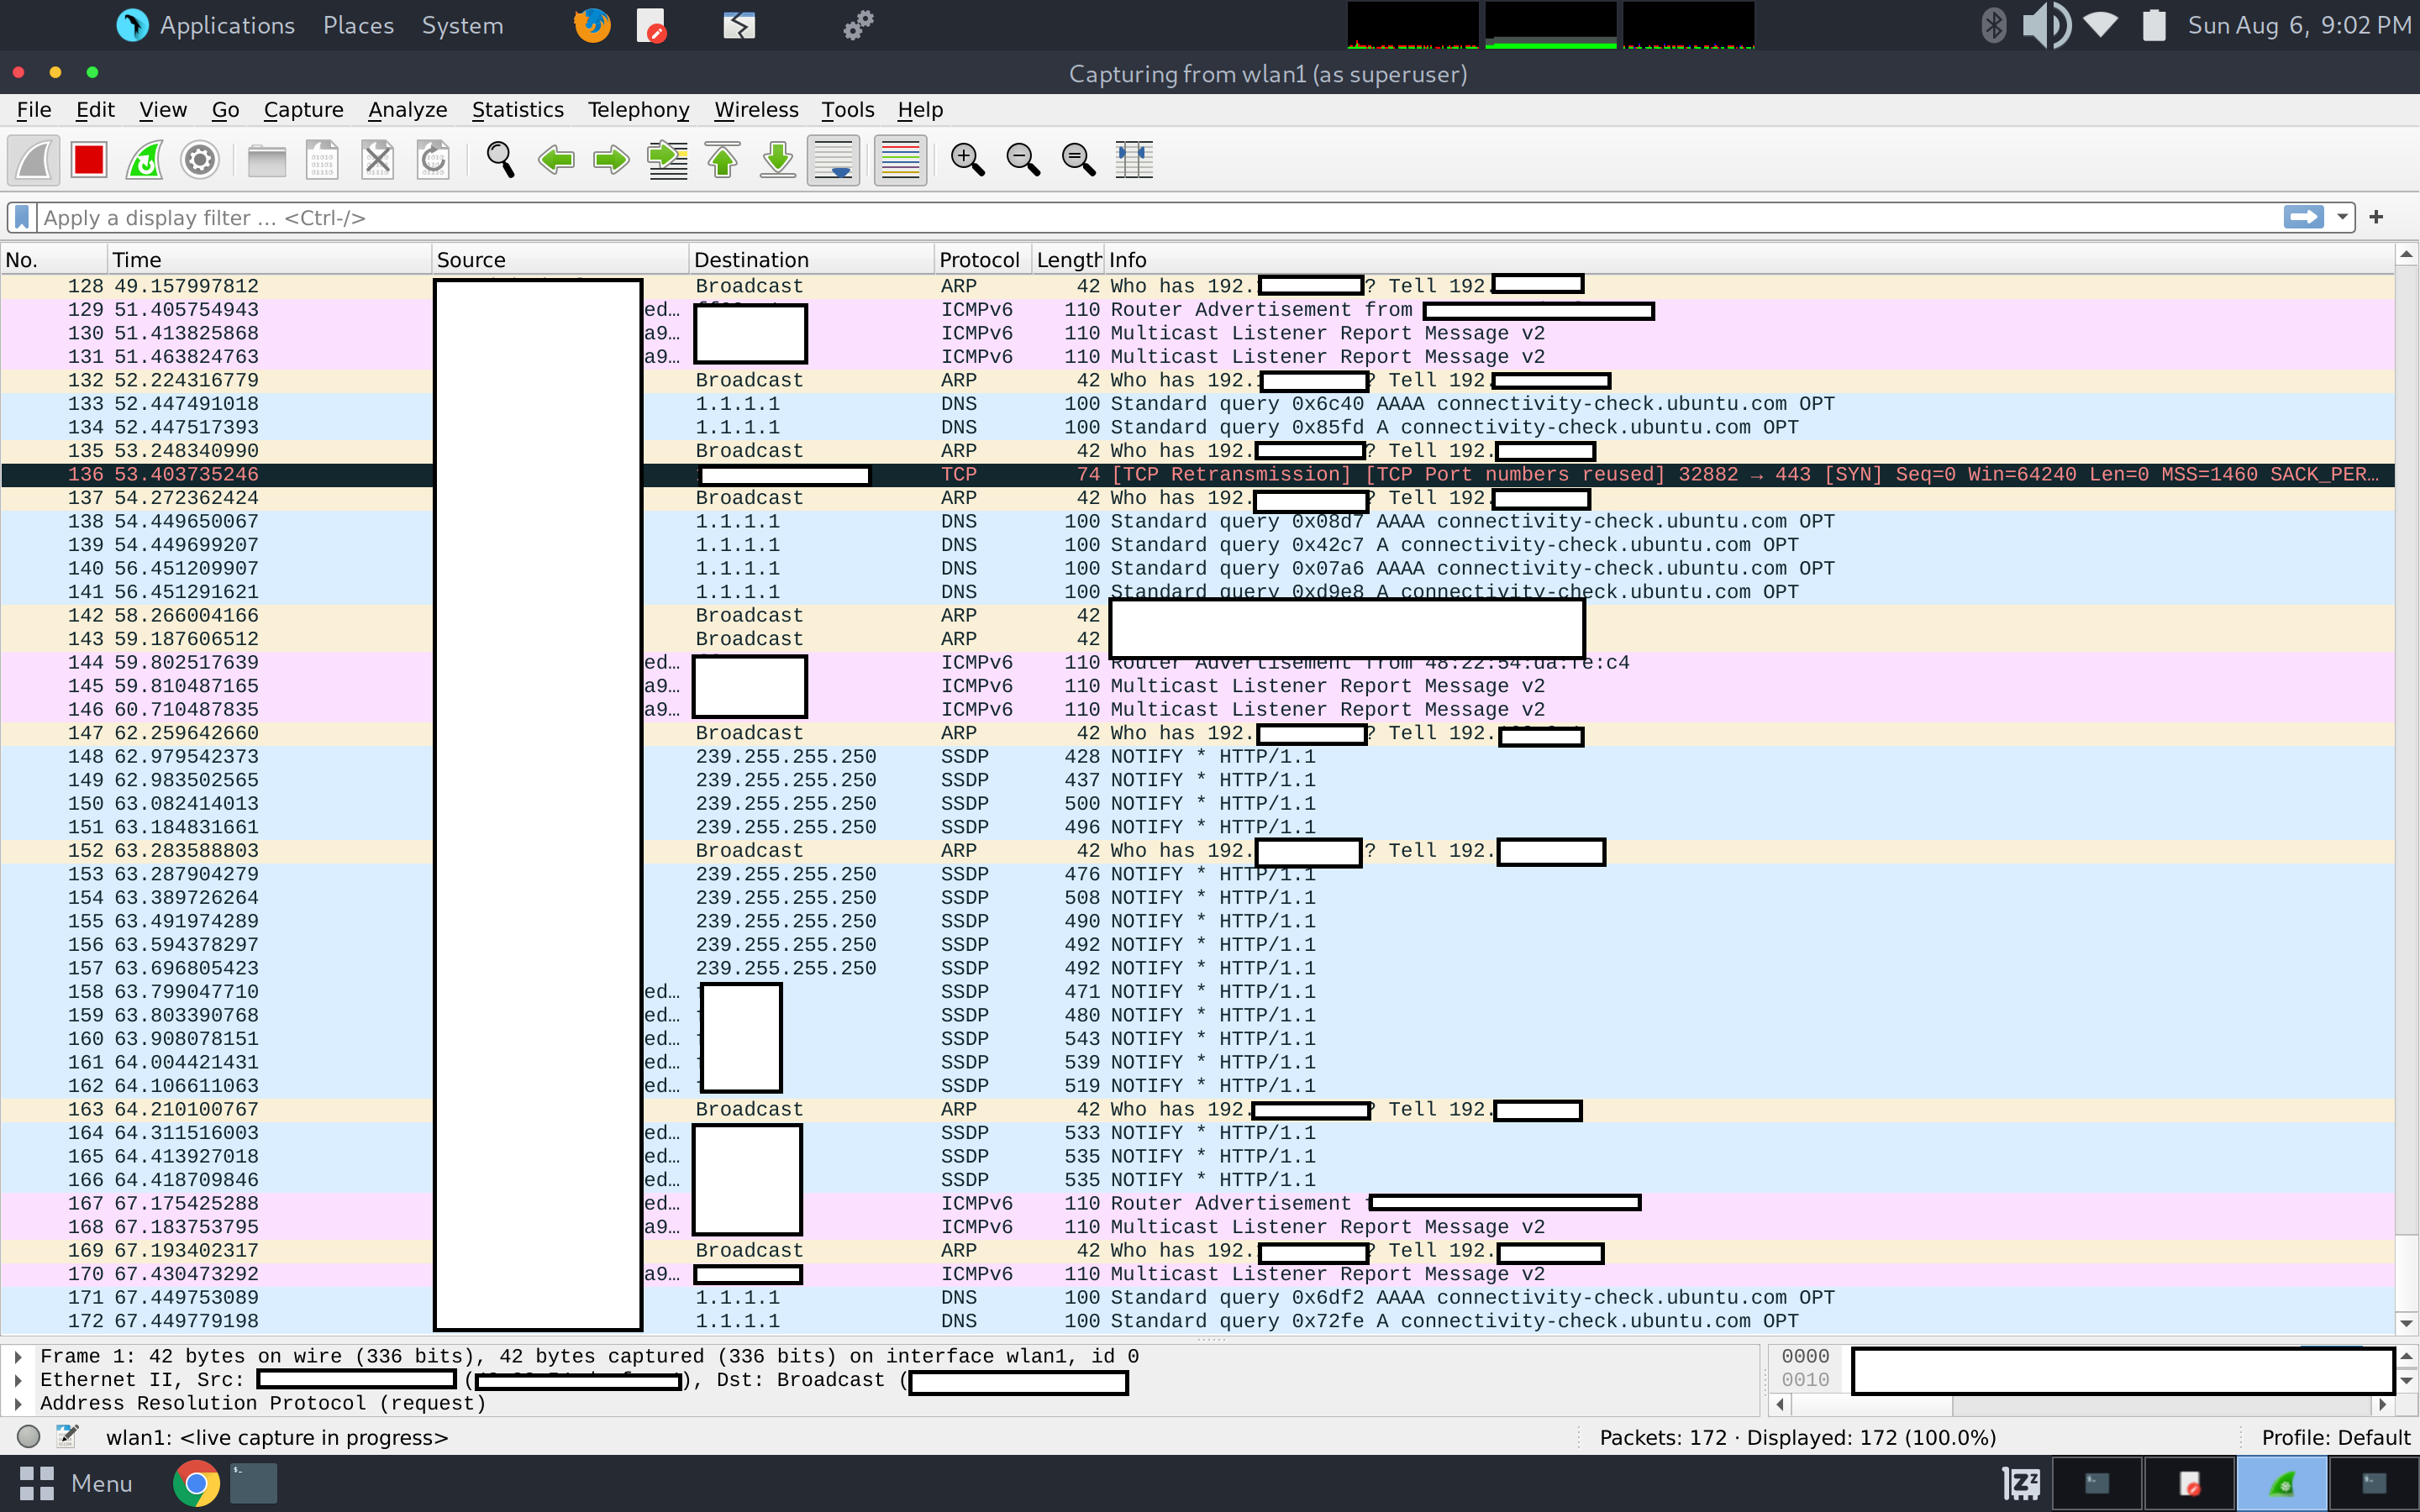 Applications Places System Sun Aug 6, 9:02 PM
Capturing from wlan1 (as superuser)
File Edit View Go Capture Analyze Statistics Telephony Wireless Tools Help
Apply a display filter … <Ctrl-/>
No. Time Source Destination Protocol Length Info
128 49.157997812 Broadcast ARP 42 Who has 192. ? Tell 192.
129 51.405754943 ed… ICMPv6 110 Router Advertisement from
130 51.413825868 a9… ICMPv6 110 Multicast Listener Report Message v2
131 51.463824763 a9… ICMPv6 110 Multicast Listener Report Message v2
132 52.224316779 Broadcast ARP 42 Who has 192. ? Tell 192.
133 52.447491018 1.1.1.1 DNS 100 Standard query 0x6c40 AAAA connectivity-check.ubuntu.com OPT
134 52.447517393 1.1.1.1 DNS 100 Standard query 0x85fd A connectivity-check.ubuntu.com OPT
135 53.248340990 Broadcast ARP 42 Who has 192. ? Tell 192.
136 53.403735246 TCP 74 [TCP Retransmission] [TCP Port numbers reused] 32882 → 443 [SYN] Seq=0 Win=64240 Len=0 MSS=1460 SACK_PER…
137 54.272362424 Broadcast ARP 42 Who has 192. ? Tell 192.
138 54.449650067 1.1.1.1 DNS 100 Standard query 0x08d7 AAAA connectivity-check.ubuntu.com OPT
139 54.449699207 1.1.1.1 DNS 100 Standard query 0x42c7 A connectivity-check.ubuntu.com OPT
140 56.451209907 1.1.1.1 DNS 100 Standard query 0x07a6 AAAA connectivity-check.ubuntu.com OPT
141 56.451291621 1.1.1.1 DNS 100 Standard query 0xd9e8 A connectivity-check.ubuntu.com OPT
142 58.266004166 Broadcast ARP 42
143 59.187606512 Broadcast ARP 42
144 59.802517639 ed… ICMPv6 110 Router Advertisement from 48:22:54:da:fe:c4
145 59.810487165 a9… ICMPv6 110 Multicast Listener Report Message v2
146 60.710487835 a9… ICMPv6 110 Multicast Listener Report Message v2
147 62.259642660 Broadcast ARP 42 Who has 192. ? Tell 192.
148 62.979542373 239.255.255.250 SSDP 428 NOTIFY * HTTP/1.1
149 62.983502565 239.255.255.250 SSDP 437 NOTIFY * HTTP/1.1
150 63.082414013 239.255.255.250 SSDP 500 NOTIFY * HTTP/1.1
151 63.184831661 239.255.255.250 SSDP 496 NOTIFY * HTTP/1.1
152 63.283588803 Broadcast ARP 42 Who has 192. ? Tell 192.
153 63.287904279 239.255.255.250 SSDP 476 NOTIFY * HTTP/1.1
154 63.389726264 239.255.255.250 SSDP 508 NOTIFY * HTTP/1.1
155 63.491974289 239.255.255.250 SSDP 490 NOTIFY * HTTP/1.1
156 63.594378297 239.255.255.250 SSDP 492 NOTIFY * HTTP/1.1
157 63.696805423 239.255.255.250 SSDP 492 NOTIFY * HTTP/1.1
158 63.799047710 ed… SSDP 471 NOTIFY * HTTP/1.1
159 63.803390768 ed… SSDP 480 NOTIFY * HTTP/1.1
160 63.908078151 ed… SSDP 543 NOTIFY * HTTP/1.1
161 64.004421431 ed… SSDP 539 NOTIFY * HTTP/1.1
162 64.106611063 ed… SSDP 519 NOTIFY * HTTP/1.1
163 64.210100767 Broadcast ARP 42 Who has 192. ? Tell 192.
164 64.311516003 ed… SSDP 533 NOTIFY * HTTP/1.1
165 64.413927018 ed… SSDP 535 NOTIFY * HTTP/1.1
166 64.418709846 ed… SSDP 535 NOTIFY * HTTP/1.1
167 67.175425288 ed… ICMPv6 110 Router Advertisement
168 67.183753795 a9… ICMPv6 110 Multicast Listener Report Message v2
169 67.193402317 Broadcast ARP 42 Who has 192. ? Tell 192.
170 67.430473292 a9… ICMPv6 110 Multicast Listener Report Message v2
171 67.449753089 1.1.1.1 DNS 100 Standard query 0x6df2 AAAA connectivity-check.ubuntu.com OPT
172 67.449779198 1.1.1.1 DNS 100 Standard query 0x72fe A connectivity-check.ubuntu.com OPT
Frame 1: 42 bytes on wire (336 bits), 42 bytes captured (336 bits) on interface wlan1, id 0
Ethernet II, Src: ( ), Dst: Broadcast (
Address Resolution Protocol (request)
0000
0010
wlan1: <live capture in progress> Packets: 172 · Displayed: 172 (100.0%) Profile: Default
Menu